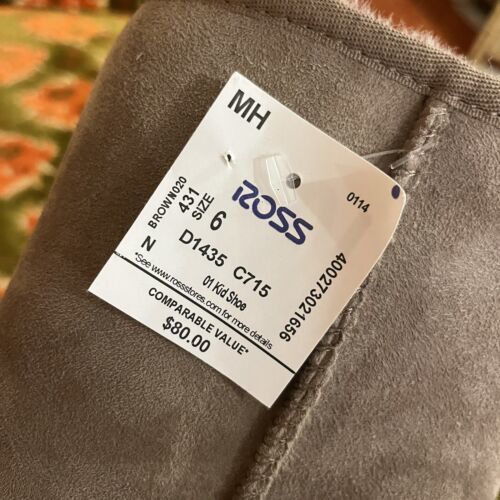 MH
ROSS
0114
BROWN020
431
SIZE
6
N
D1435 C715
400273021656
01 Kid Shoe
*See www.rossstores.com for more details
COMPARABLE VALUE*
$80.00